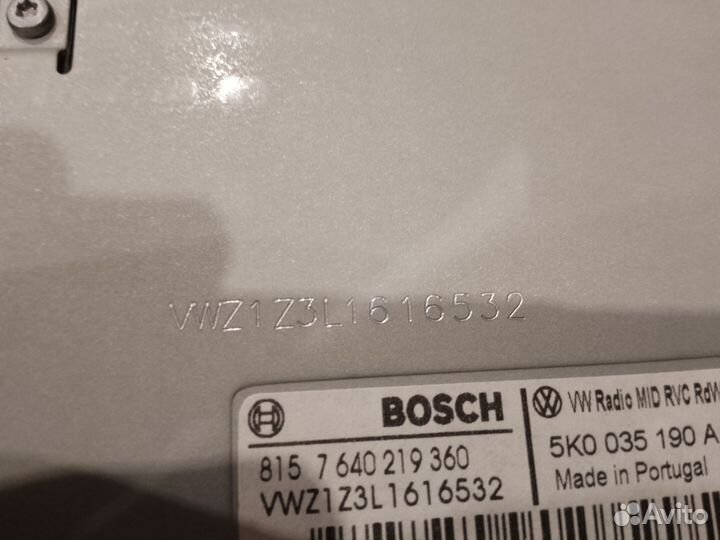 VWZ1Z3L1616532
BOSCH
VW Radio MID RVC RdW
815 7 640 219 360
5K0 035 190 A
VWZ1Z3L1616532
Made in Portugal
Avito